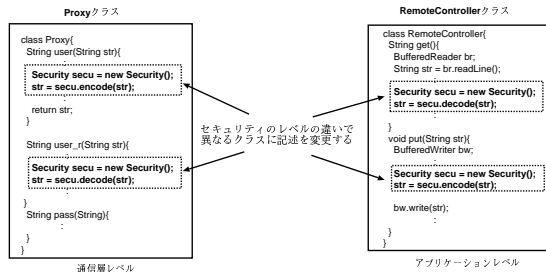 Proxyクラス
class Proxy{
String user(String str){
:
Security secu = new Security();
str = secu.encode(str);
:
return str;
}
String user_r(String str){
:
Security secu = new Security();
str = secu.decode(str);
:
}
String pass(String){
:
}
}
通信層レベル
セキュリティのレベルの違いで
異なるクラスに記述を変更する
RemoteControllerクラス
class RemoteController{
String get(){
BufferedReader br;
String str = br.readLine();
:
Security secu = new Security();
str = secu.decode(str);
:
}
void put(String str){
BufferedWriter bw;
:
Security secu = new Security();
str = secu.encode(str);
:
bw.write(str);
:
}
}
アプリケーションレベル